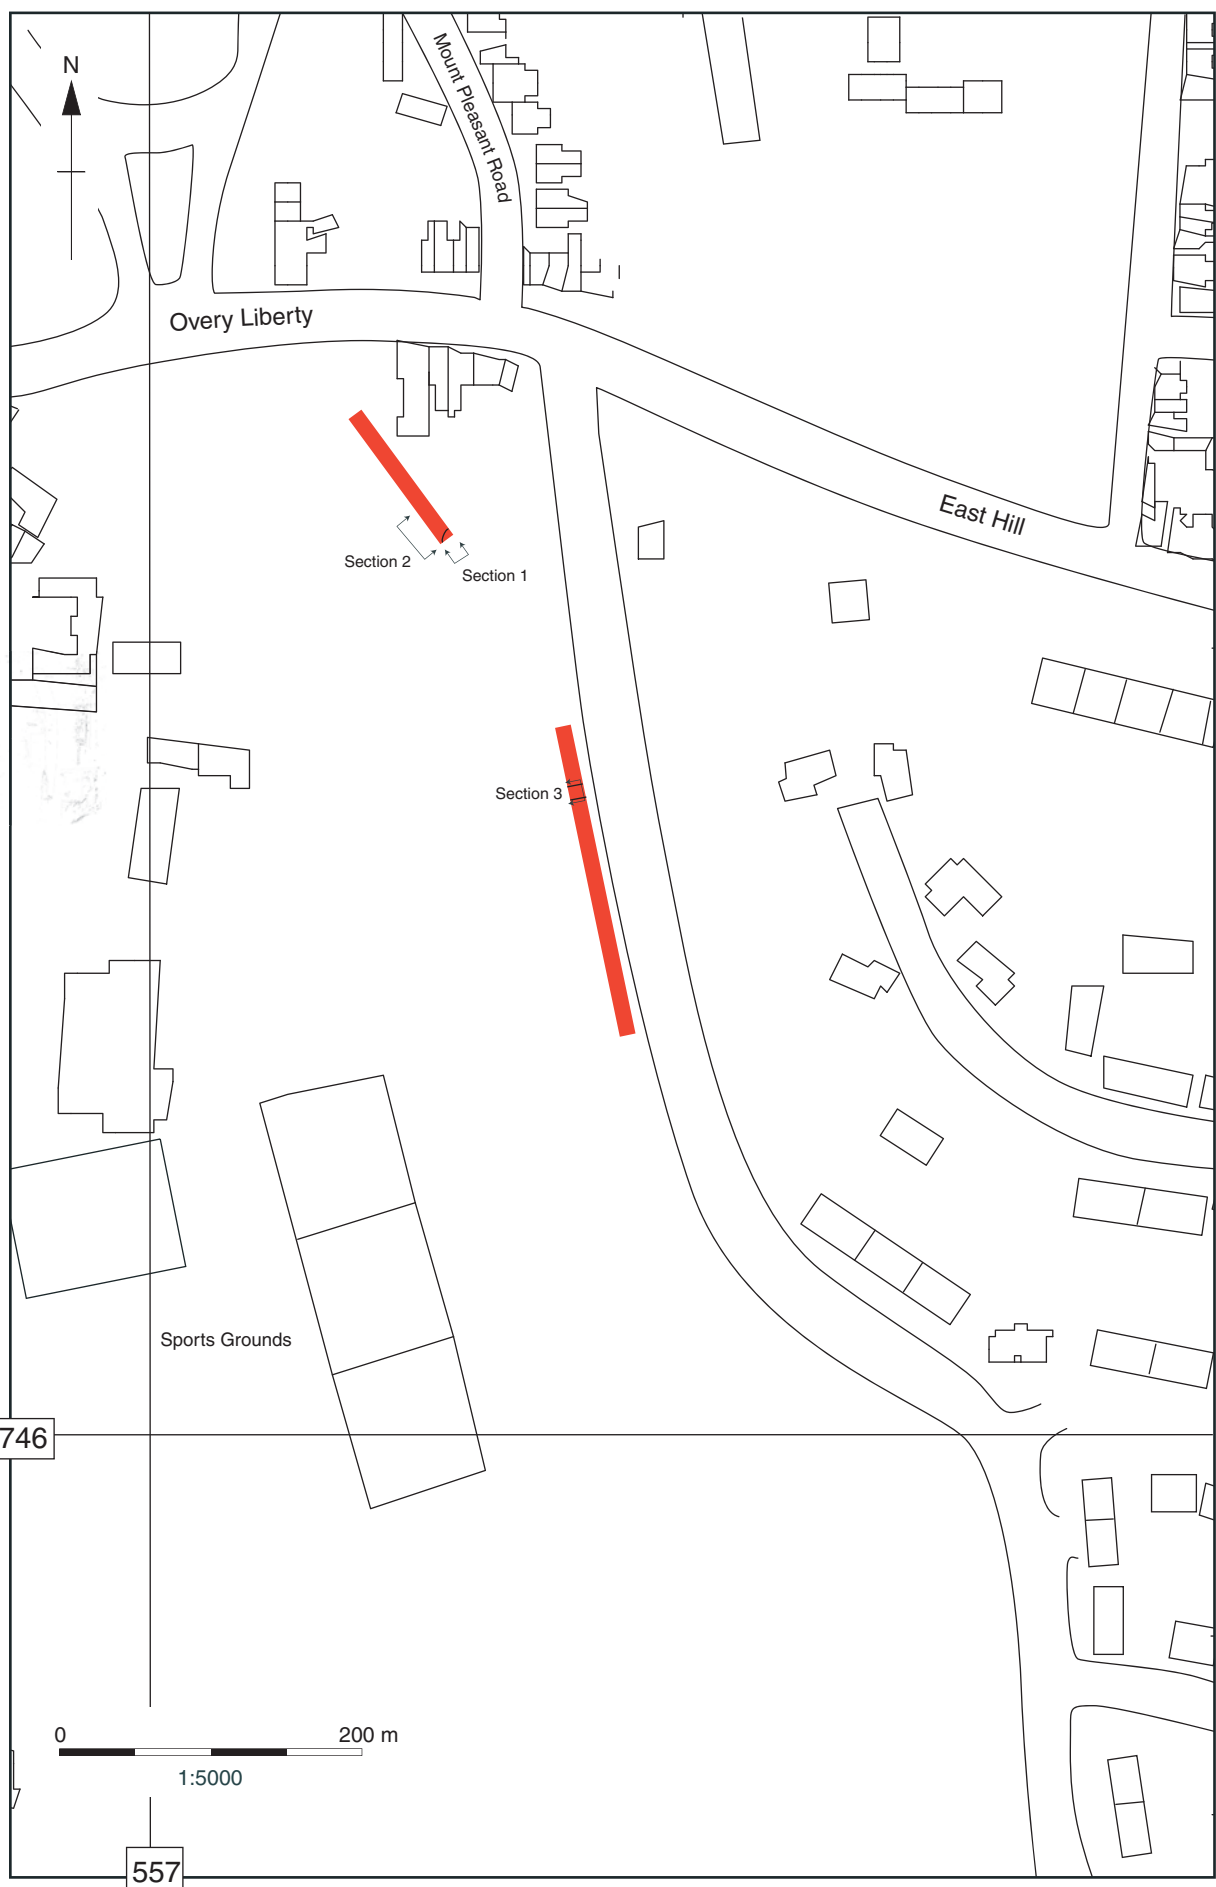 N
Mount Pleasant Road
Overy Liberty
East Hill
Section 2
Section 1
Section 3
Sports Grounds
746
0 200 m
1:5000
557